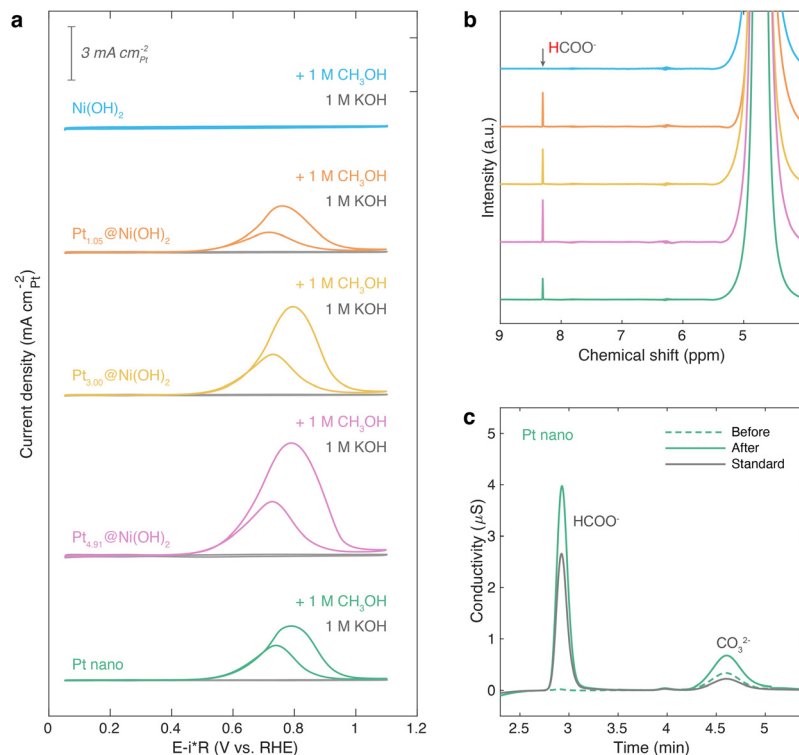 a
3 mA cm⁻²Pt
+ 1 M CH₃OH
1 M KOH
Ni(OH)₂
+ 1 M CH₃OH
1 M KOH
Pt₁.₀₅@Ni(OH)₂
+ 1 M CH₃OH
1 M KOH
Pt₃.₀₀@Ni(OH)₂
+ 1 M CH₃OH
1 M KOH
Pt₄.₉₁@Ni(OH)₂
+ 1 M CH₃OH
1 M KOH
Pt nano
Current density (mA cm⁻²Pt)
0 0.2 0.4 0.6 0.8 1 1.2
E-i*R (V vs. RHE)
b
HCOO⁻
Intensity (a.u.)
9 8 7 6 5 4
Chemical shift (ppm)
c
Pt nano
Before
After
Standard
HCOO⁻
CO₃²⁻
Conductivity (µS)
5
4
3
2
1
0
2.5 3 3.5 4 4.5 5
Time (min)